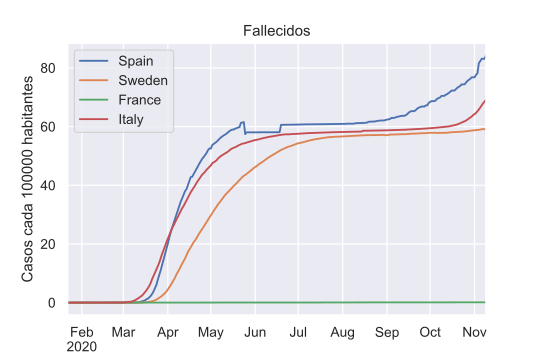 Fallecidos
Casos cada 100000 habitantes
80
60
40
20
0
Spain
Sweden
France
Italy
Feb Mar Apr May Jun Jul Aug Sep Oct Nov
2020